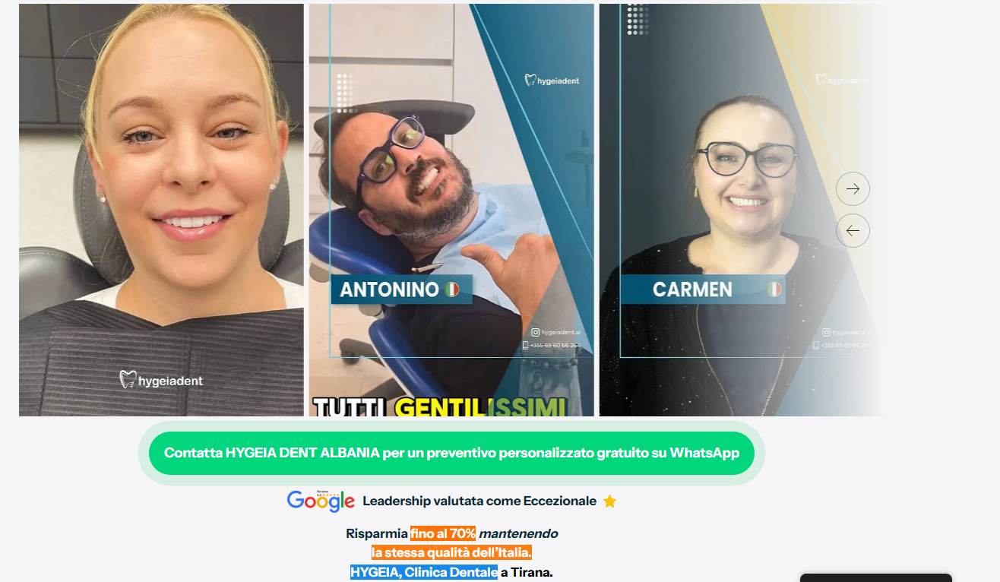 hygeiadent
hygeiadent
ANTONINO
hygeiadent.al
+355 69 60 66 264
TUTTI GENTILISSIMI
hygeiadent
CARMEN
hygeiadent.al
+355 69 60 66 264
Contatta HYGEIA DENT ALBANIA per un preventivo personalizzato gratuito su WhatsApp
Google Leadership valutata come Eccezionale
Risparmia fino al 70% mantenendo
la stessa qualità dell’Italia.
HYGEIA, Clinica Dentale a Tirana.